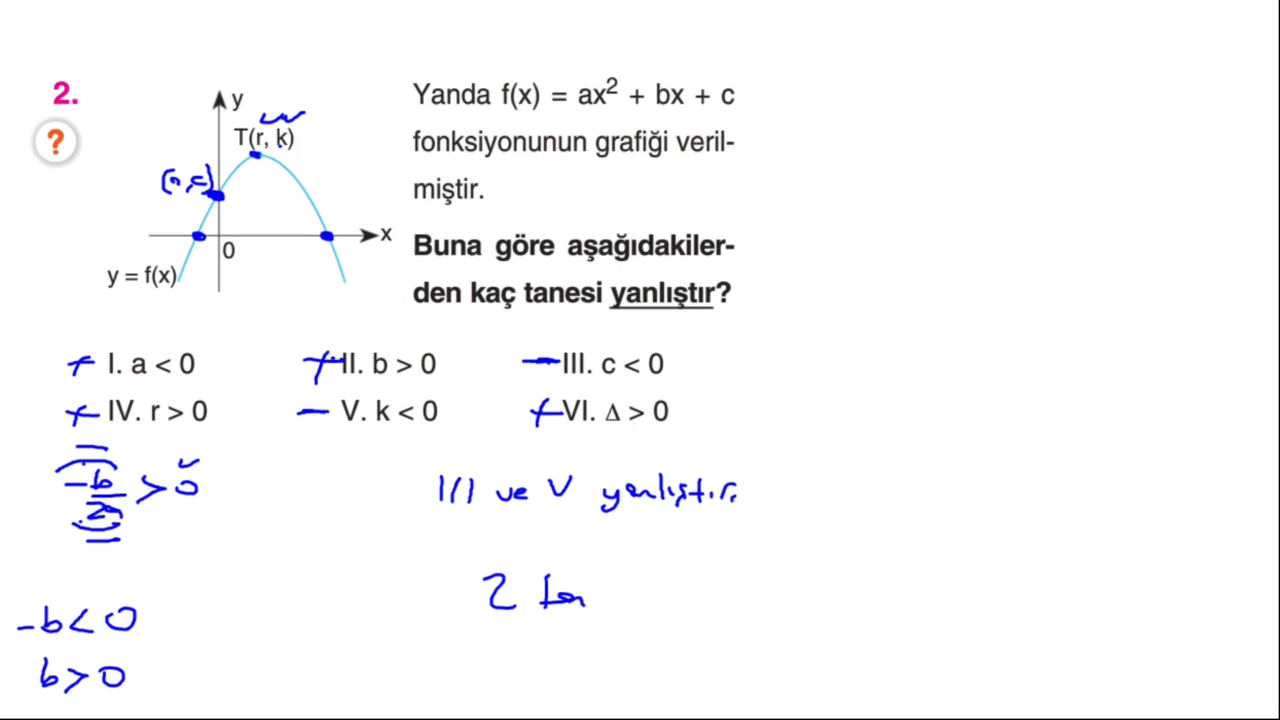 2.
?
y
T(r, k)
(0,c)
x
0
y = f(x)
Yanda f(x) = ax² + bx + c
fonksiyonunun grafiği veril-
miştir.
Buna göre aşağıdakiler-
den kaç tanesi yanlıştır?
+ I. a < 0 + II. b > 0 − III. c < 0
+ IV. r > 0 − V. k < 0 + VI. Δ > 0
-b/2a > 0
III ve V yanlıştır.
2 tan
-b < 0
b > 0